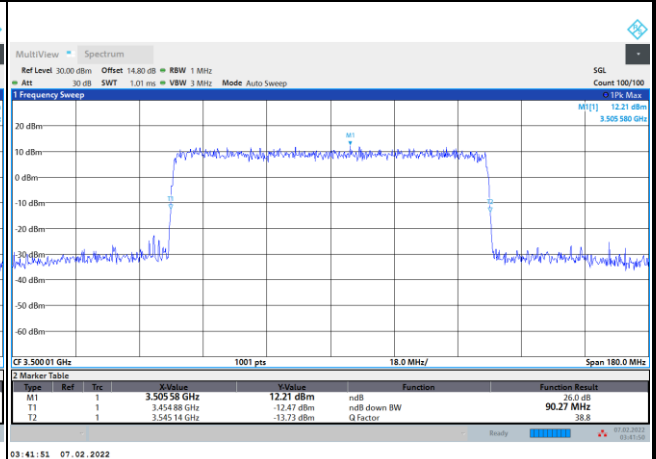 MultiView Spectrum
Ref Level 30.00 dBm Offset 14.80 dB RBW 1 MHz SGL
Att 30 dB SWT 1.01 ms VBW 3 MHz Mode Auto Sweep Count 100/100
1 Frequency Sweep 1Pk Max
M1[1] 12.21 dBm
3.505 580 GHz
20 dBm
M1
10 dBm
0 dBm
T1
-10 dBm
T2
-20 dBm
-30 dBm
-40 dBm
-50 dBm
-60 dBm
CF 3.500 01 GHz 1001 pts 18.0 MHz/ Span 180.0 MHz
2 Marker Table
Type Ref Trc X-Value Y-Value Function Function Result
M1 1 3.505 58 GHz 12.21 dBm ndB 26.0 dB
T1 1 3.454 88 GHz -12.47 dBm ndB down BW 90.27 MHz
T2 1 3.545 14 GHz -13.73 dBm Q Factor 38.8
Ready 07.02.2022
03:41:50
03:41:51 07.02.2022